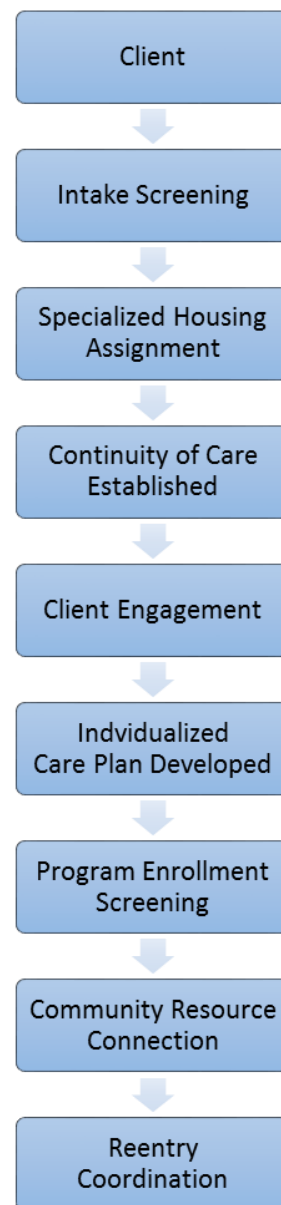 Client
Intake Screening
Specialized Housing
Assignment
Continuity of Care
Established
Client Engagement
Indvidualized
Care Plan Developed
Program Enrollment
Screening
Community Resource
Connection
Reentry
Coordination